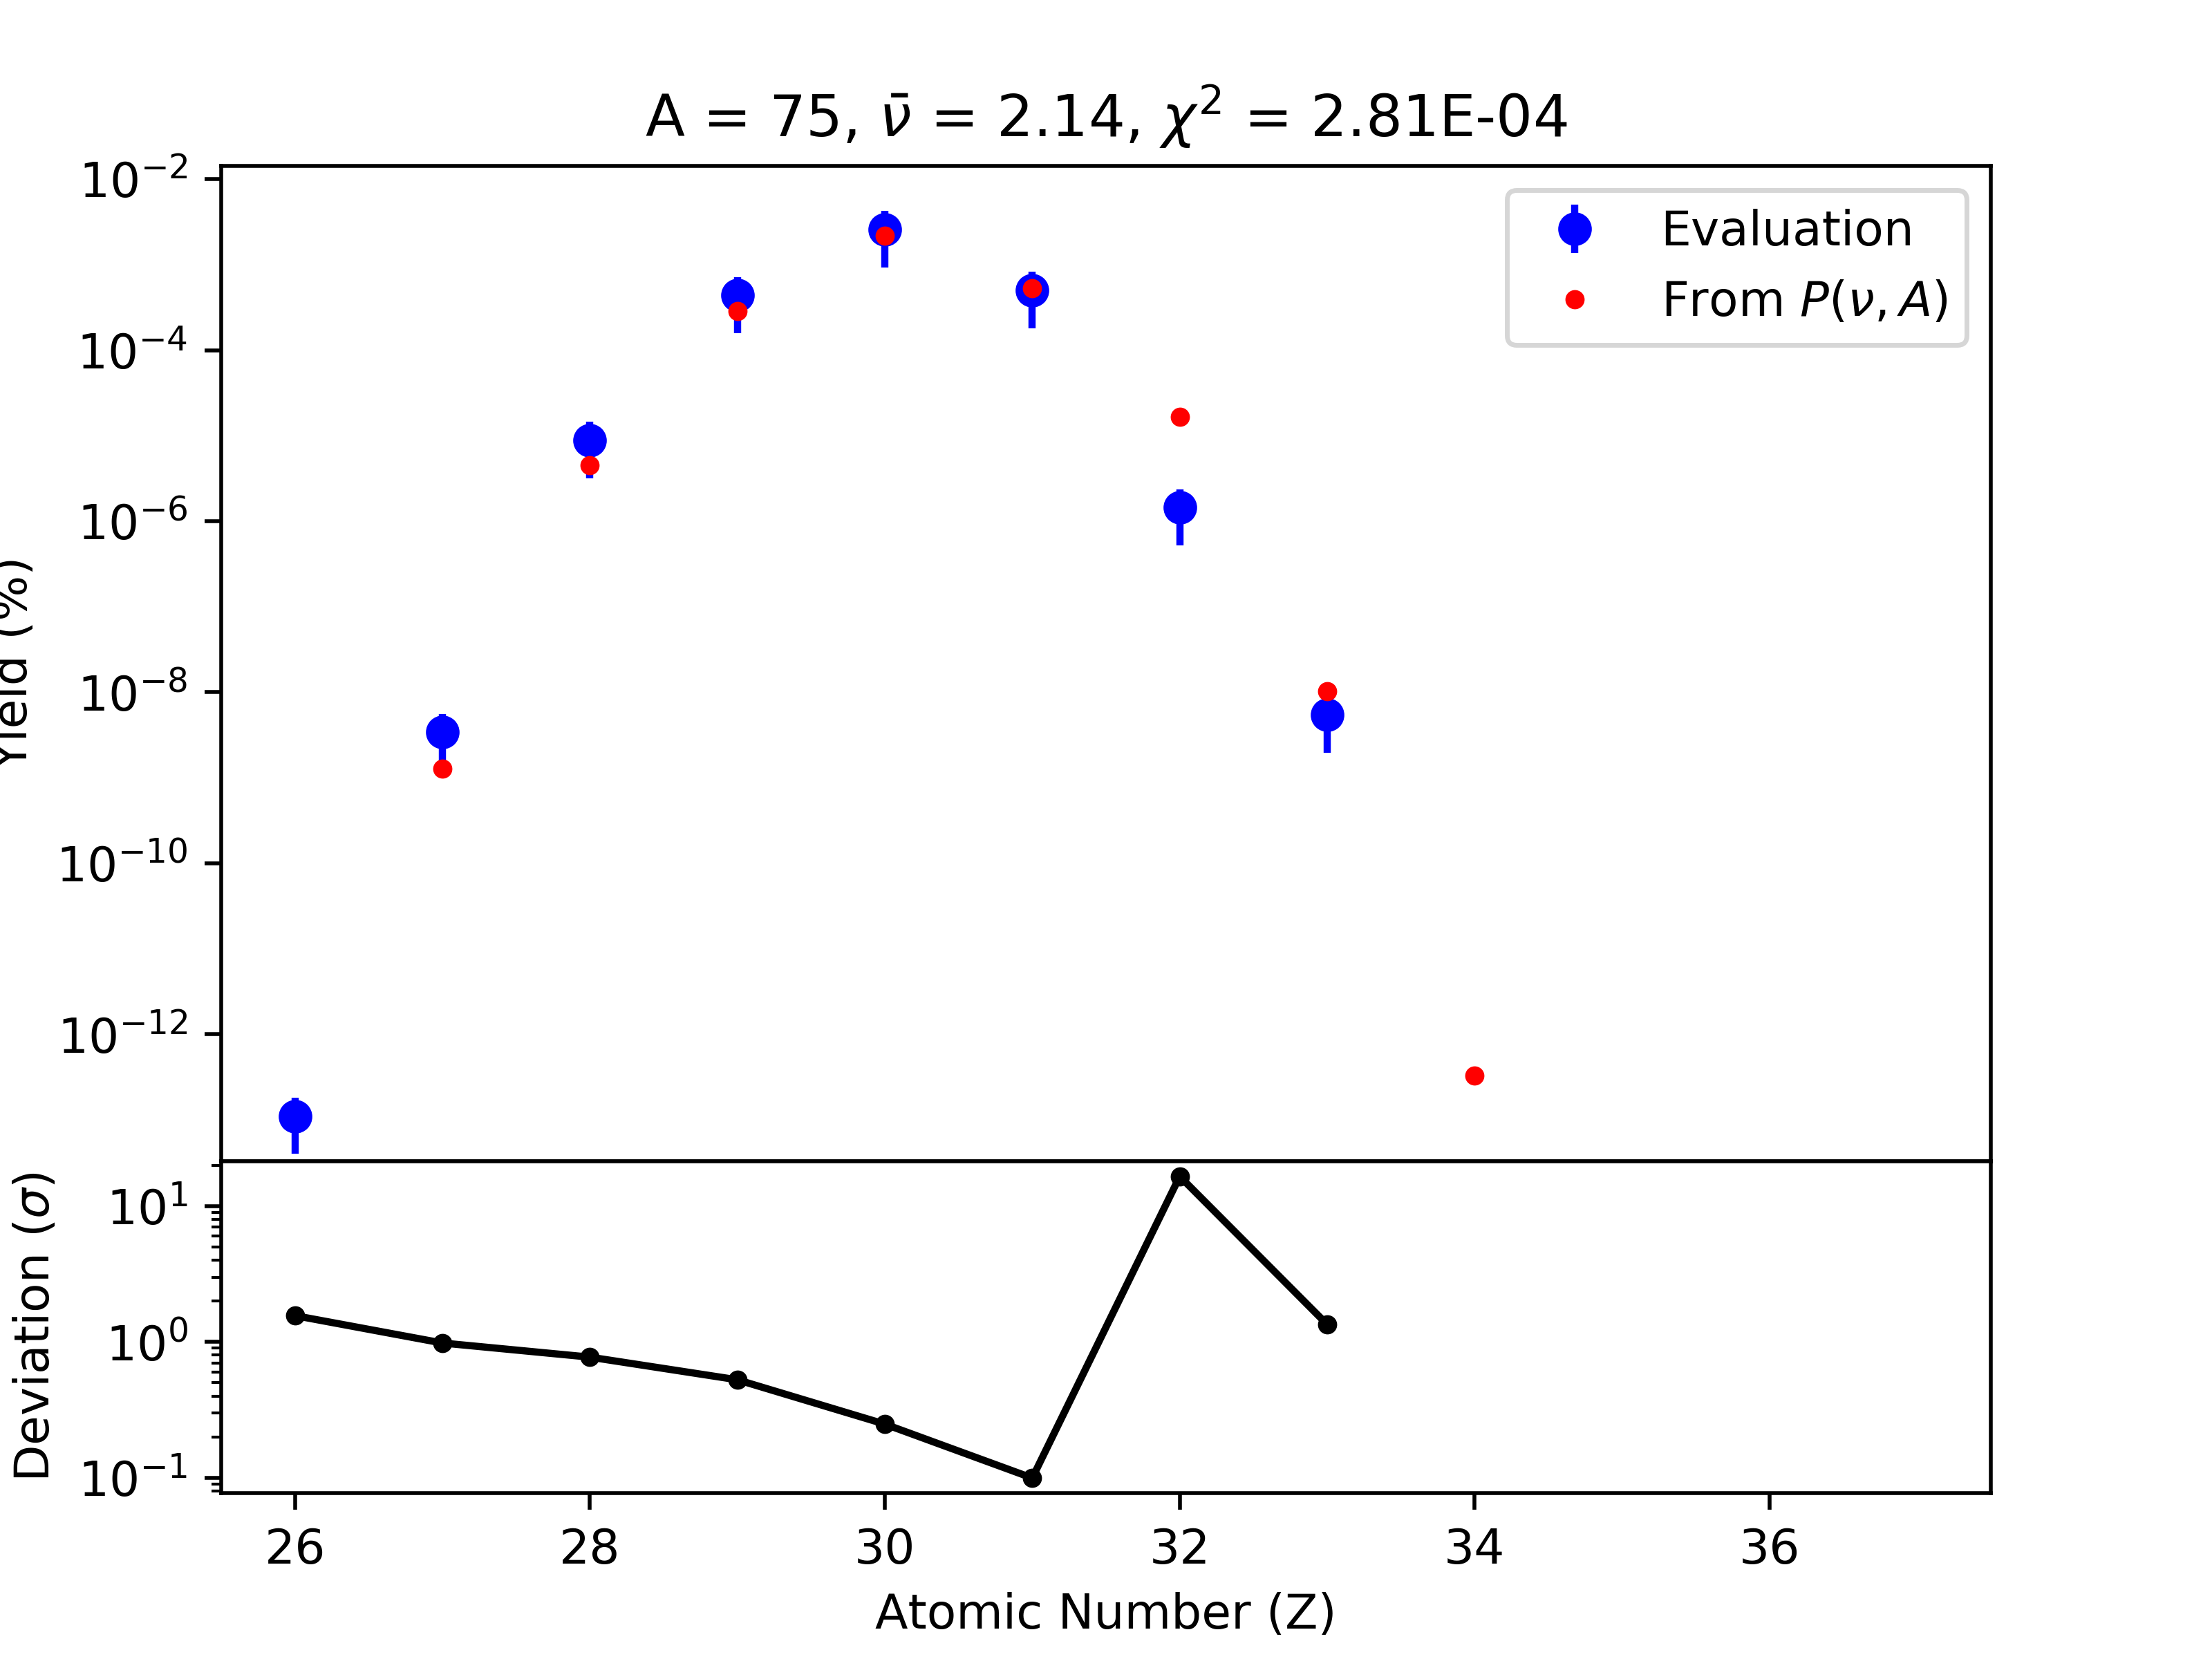 A = 75, ν̄ = 2.14, χ² = 2.81E-04
Evaluation
From P(ν, A)
Yield (%)
10⁻²
10⁻⁴
10⁻⁶
10⁻⁸
10⁻¹⁰
10⁻¹²
Deviation (σ)
10¹
10⁰
10⁻¹
26 28 30 32 34 36
Atomic Number (Z)